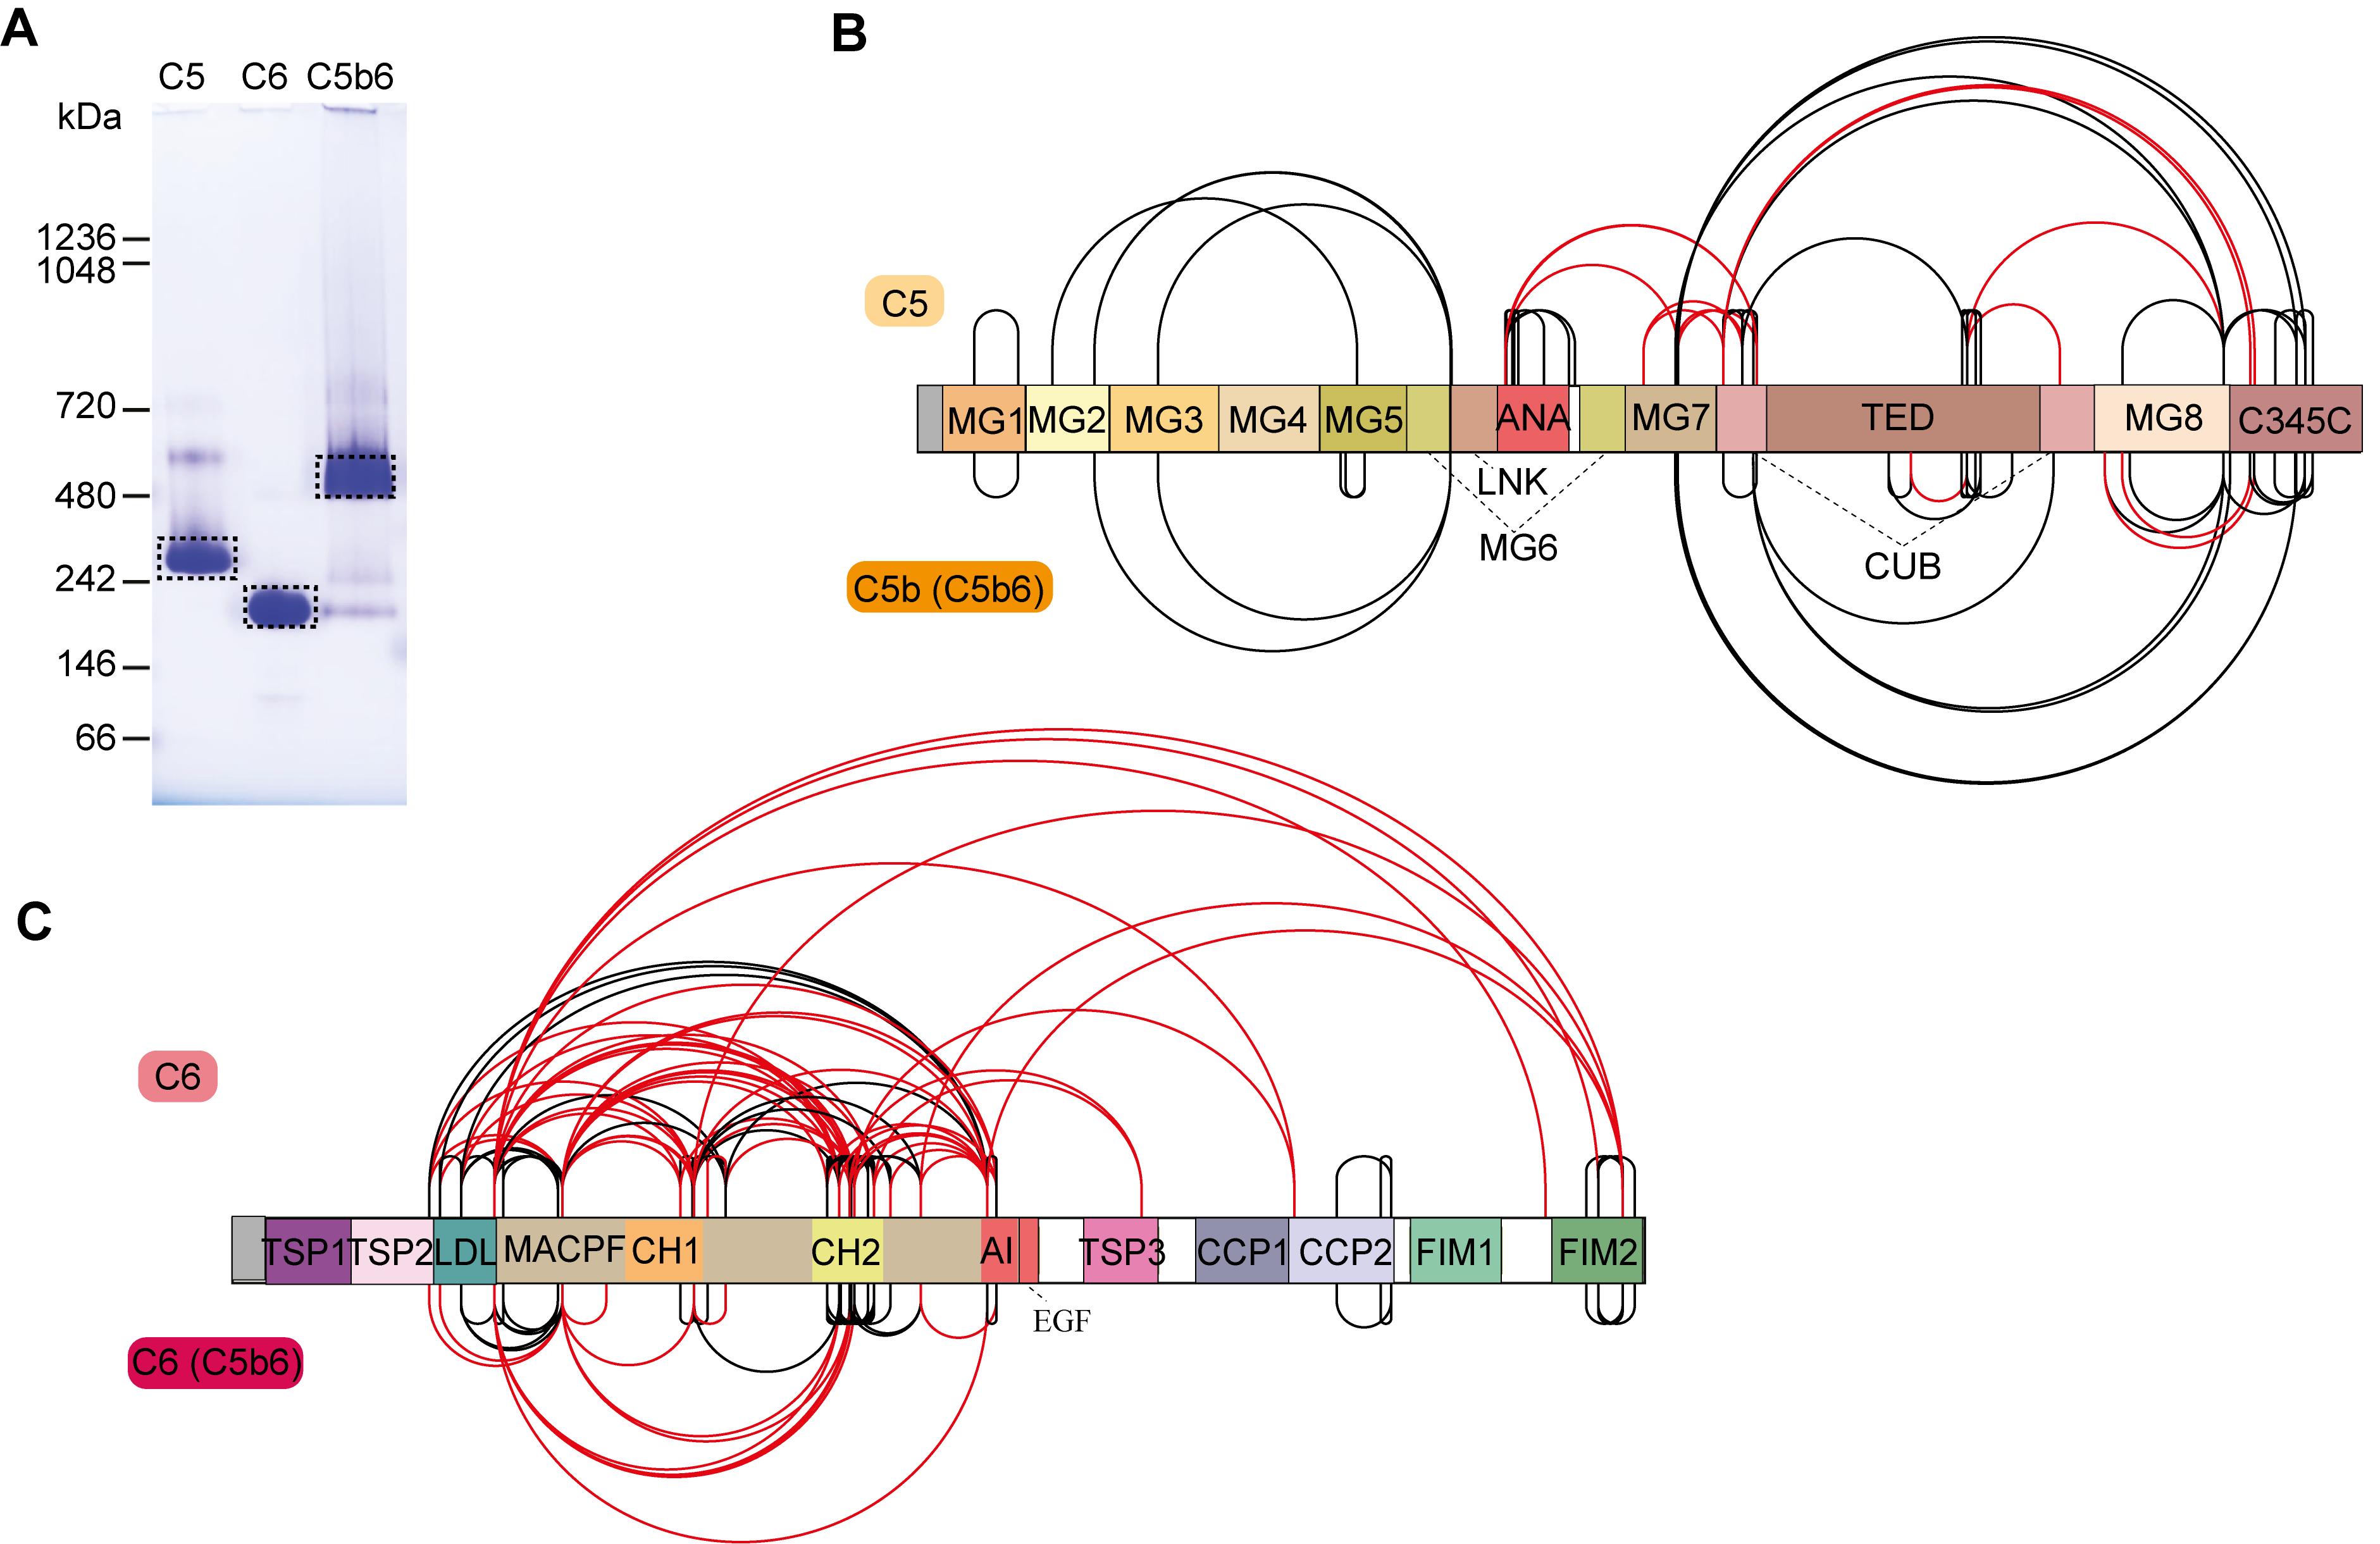 A
C5 C6 C5b6
kDa
1236
1048
720
480
242
146
66
B
C5
MG1 MG2 MG3 MG4 MG5 ANA MG7 TED MG8 C345C
LNK
MG6
CUB
C5b (C5b6)
C
C6
TSP1 TSP2 LDL MACPF CH1 CH2 AI TSP3 CCP1 CCP2 FIM1 FIM2
EGF
C6 (C5b6)